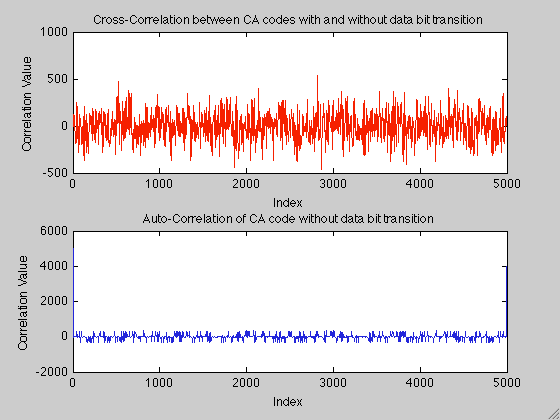 Cross-Correlation between CA codes with and without data bit transition
1000
500
0
-500
Correlation Value
0 1000 2000 3000 4000 5000
Index
Auto-Correlation of CA code without data bit transition
6000
4000
2000
0
-2000
Correlation Value
0 1000 2000 3000 4000 5000
Index